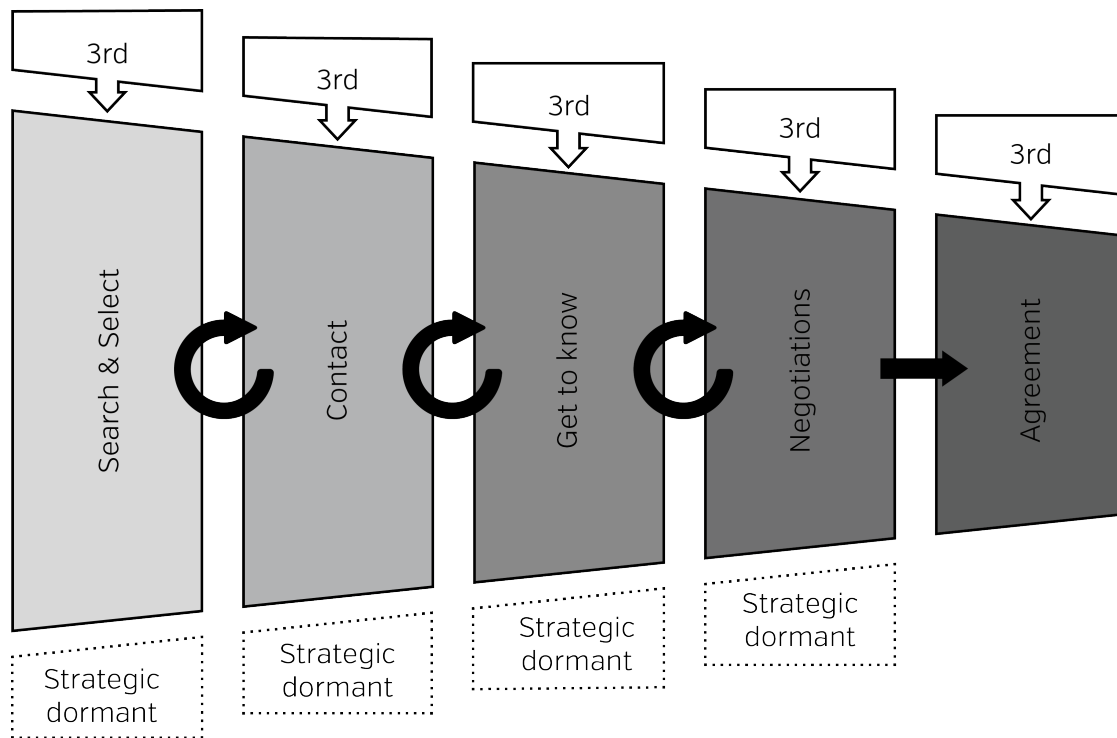 3rd
3rd
3rd
3rd
3rd
Search & Select
Contact
Get to know
Negotiations
Agreement
Strategic
dormant
Strategic
dormant
Strategic
dormant
Strategic
dormant